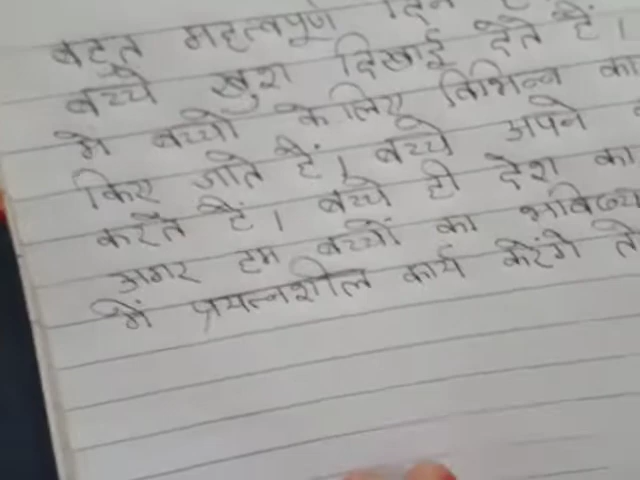 बहुत महत्वपूर्ण दिन
बच्चे खुश दिखाई देते हैं।
में बच्चों के लिए विभिन्न का
किए जाते हैं। बच्चे अपने
करते हैं। बच्चे ही देश का
अगर हम बच्चों का भविष्य
में प्रयत्नशील कार्य करेंगे तो